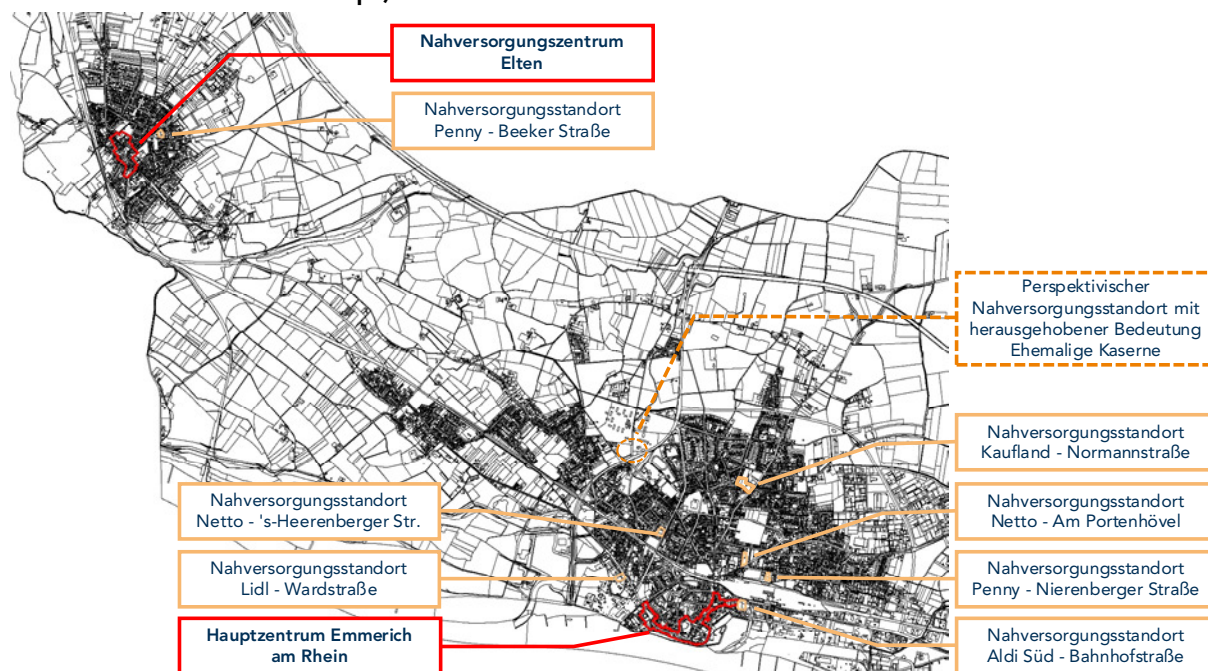 Nahversorgungszentrum
Elten
Nahversorgungsstandort
Penny - Beeker Straße
Perspektivischer
Nahversorgungsstandort mit
herausgehobener Bedeutung
Ehemalige Kaserne
Nahversorgungsstandort
Kaufland - Normannstraße
Nahversorgungsstandort
Netto - 's-Heerenberger Str.
Nahversorgungsstandort
Netto - Am Portenhövel
Nahversorgungsstandort
Lidl - Wardstraße
Nahversorgungsstandort
Penny - Nierenberger Straße
Hauptzentrum Emmerich
am Rhein
Nahversorgungsstandort
Aldi Süd - Bahnhofstraße